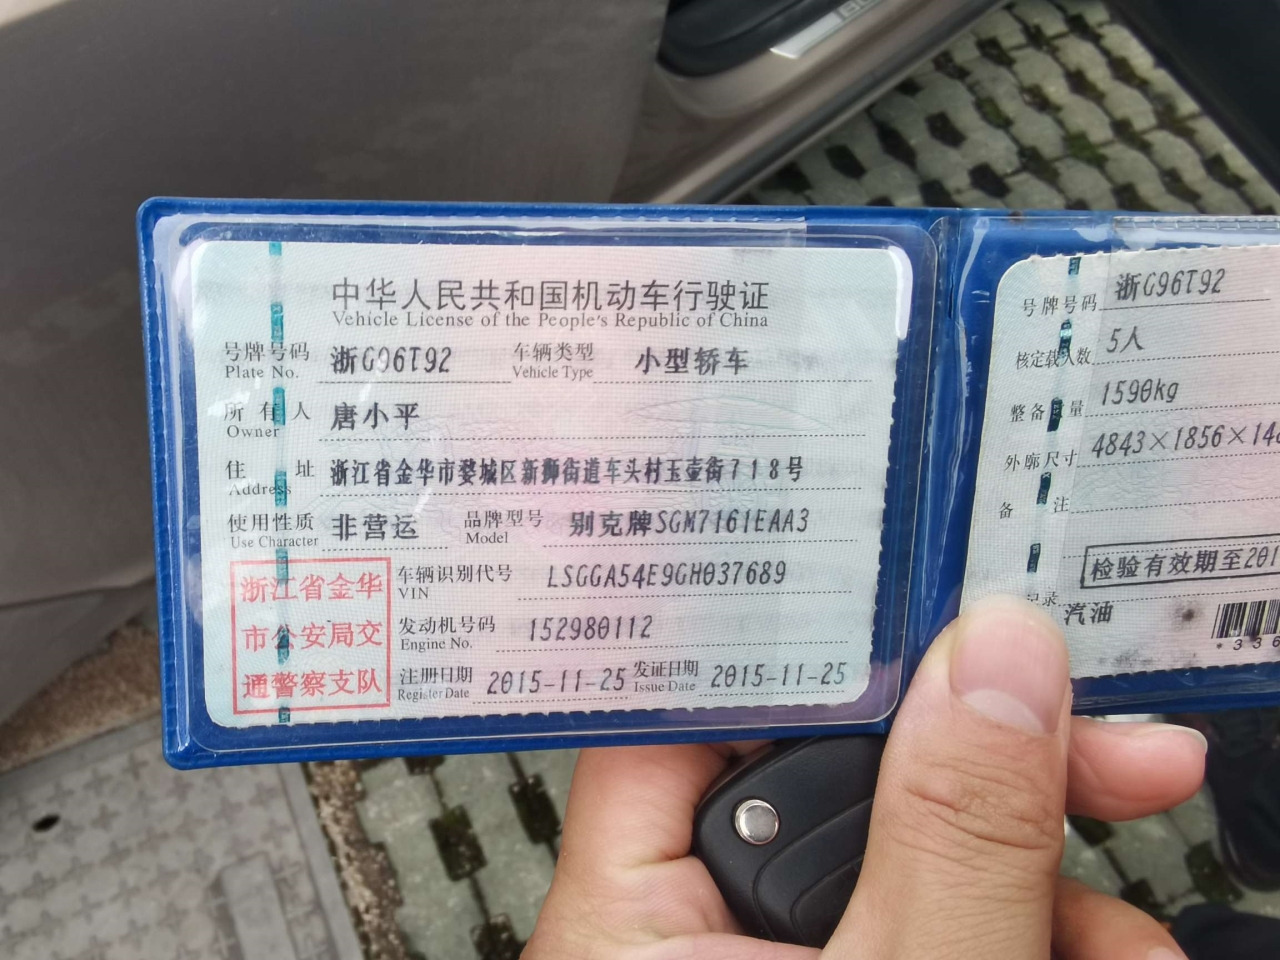 中华人民共和国机动车行驶证
Vehicle License of the People's Republic of China
号牌号码 浙G96T92 车辆类型 小型轿车
Plate No. Vehicle Type
所有人 唐小平
Owner
住址 浙江省金华市婺城区新狮街道车头村玉壶街718号
Address
使用性质 非营运 品牌型号 别克牌SGM7161EAA3
Use Character Model
浙江省金华
市公安局交
通警察支队
车辆识别代号 LSGGA54E9GH037689
VIN
发动机号码 152980112
Engine No.
注册日期 2015-11-25 发证日期 2015-11-25
Register Date Issue Date
号牌号码 浙G96T92
核定载人数 5人
整备质量 1590kg
外廓尺寸 4843×1856×14
备注
检验有效期至201
记录 汽油
*336